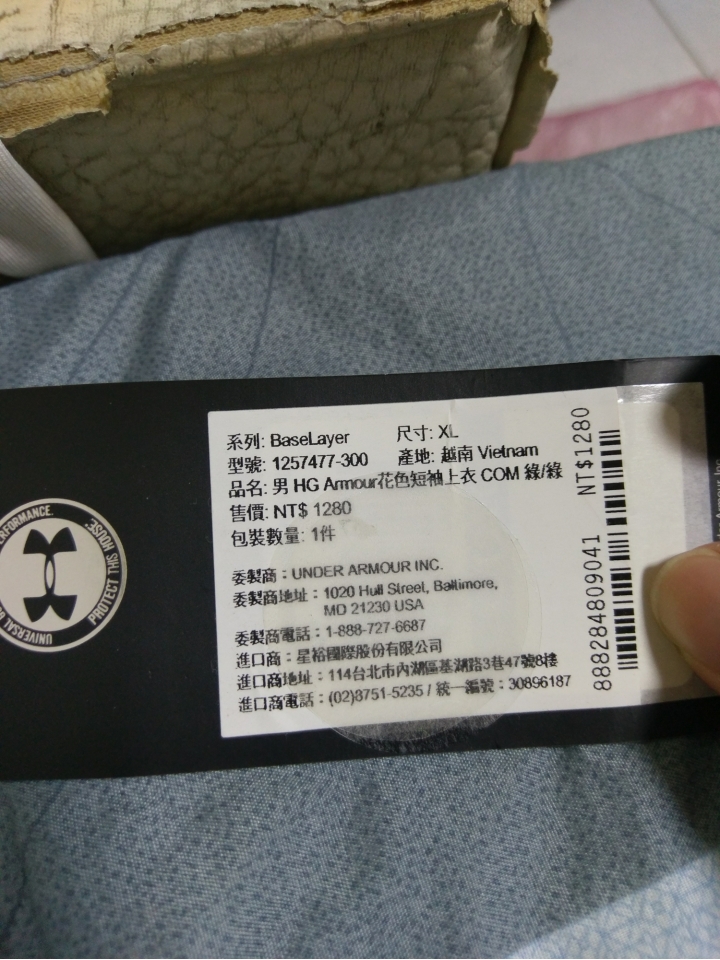 系列: BaseLayer 尺寸: XL
型號: 1257477-300 產地: 越南 Vietnam
品名: 男 HG Armour花色短袖上衣 COM 綠/綠
售價: NT$ 1280
包裝數量: 1件
委製商：UNDER ARMOUR INC.
委製商地址：1020 Hull Street, Baltimore,
MD 21230 USA
委製商電話：1-888-727-6687
進口商：星裕國際股份有限公司
進口商地址：114台北市內湖區基湖路3巷47號8樓
進口商電話：(02)8751-5235 / 統一編號：30896187
NT$1280
888284809041
PROTECT THIS HOUSE.
UNIVERSAL
PERFORMANCE.